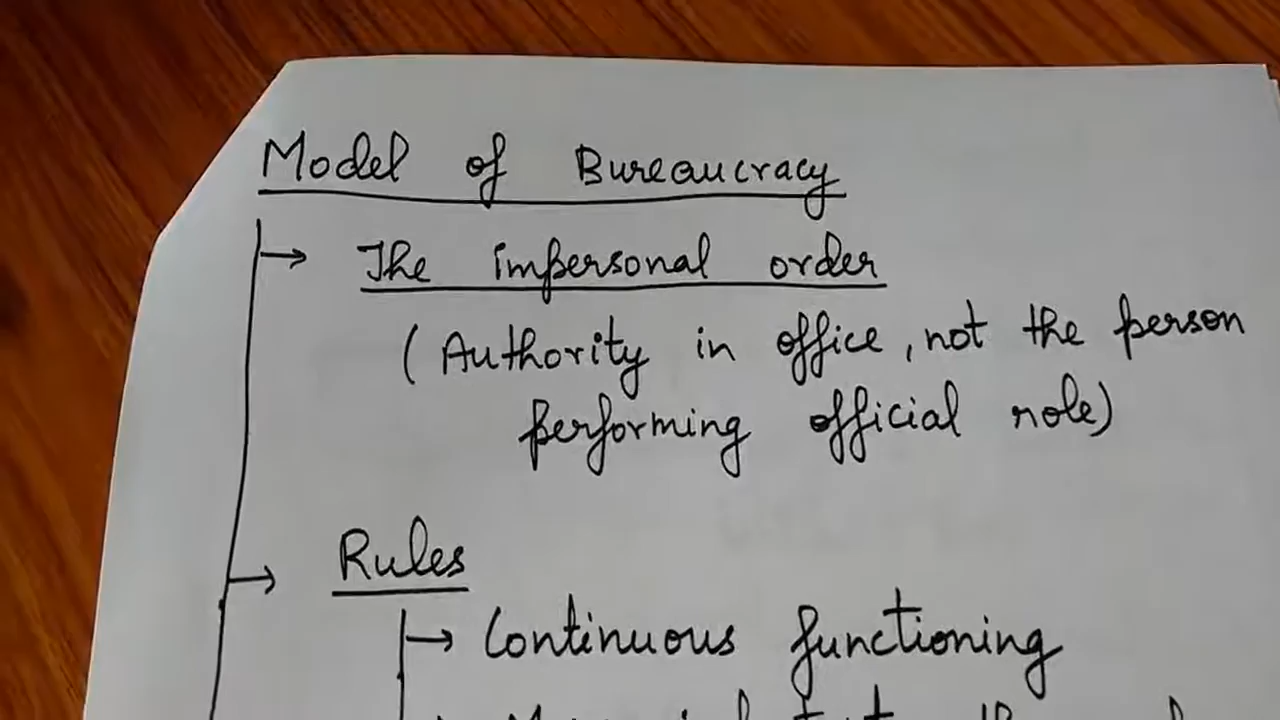 Model of Bureaucracy
→ The impersonal order
(Authority in office, not the person
performing official role)
→ Rules
→ Continuous functioning